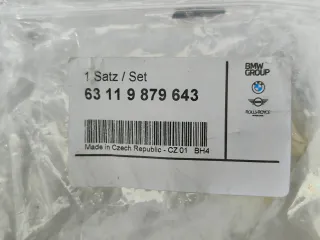 1 Satz / Set
63 11 9 879 643
Made in Czech Republic - CZ 01 BH4
BMW
GROUP
ROLLS-ROYCE